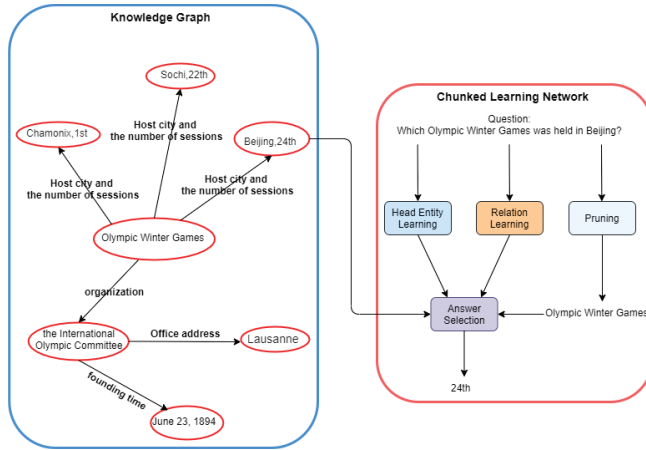 Knowledge Graph
Sochi,22th
Chamonix,1st
Host city and
the number of sessions
Beijing,24th
Host city and
the number of sessions
Host city and
the number of sessions
Olympic Winter Games
organization
the International
Olympic Committee
Office address
Lausanne
founding time
June 23, 1894
Chunked Learning Network
Question:
Which Olympic Winter Games was held in Beijing?
Head Entity
Learning
Relation
Learning
Pruning
Answer
Selection
Olympic Winter Games
24th